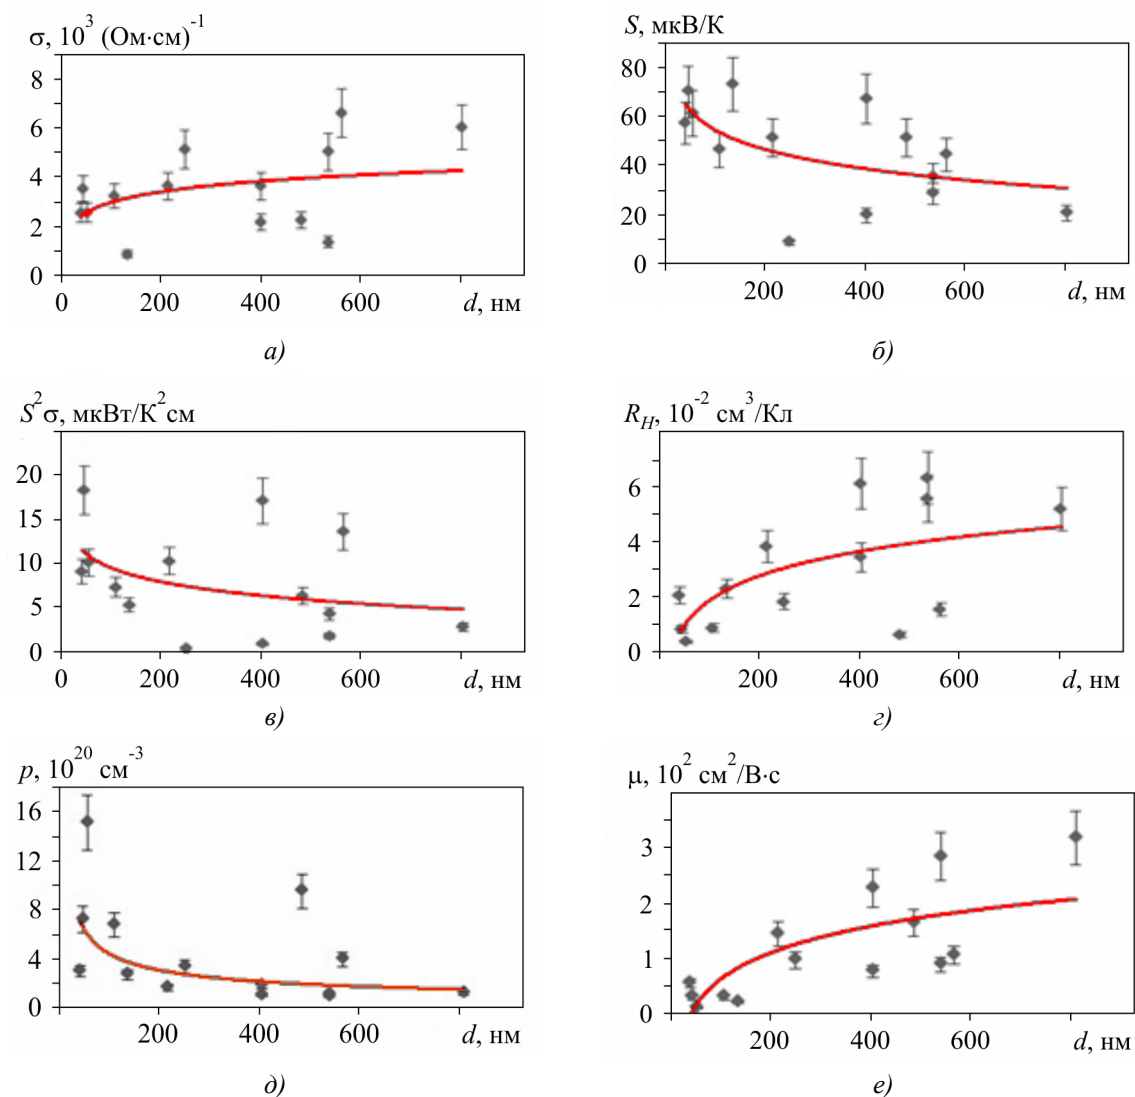 σ, 10³ (Ом·см)⁻¹
8
6
4
2
0
0 200 400 600 d, нм
а)
S, мкВ/К
80
60
40
20
0
200 400 600 d, нм
б)
S²σ, мкВт/К²см
20
15
10
5
0
0 200 400 600 d, нм
в)
R_H, 10⁻² см³/Кл
6
4
2
0
200 400 600 d, нм
г)
p, 10²⁰ см⁻³
16
12
8
4
0
200 400 600 d, нм
д)
μ, 10² см²/В·с
3
2
1
0
200 400 600 d, нм
е)